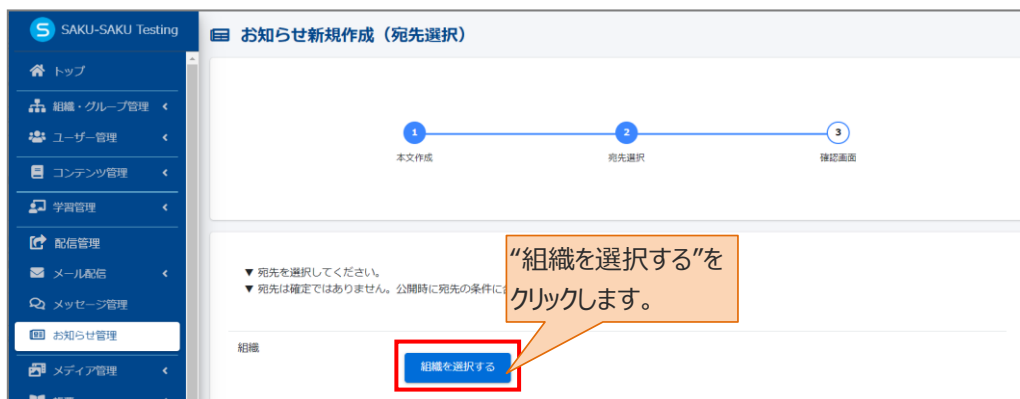 SAKU-SAKU Testing
お知らせ新規作成（宛先選択）
トップ
組織・グループ管理
ユーザー管理
コンテンツ管理
学習管理
配信管理
メール配信
メッセージ管理
お知らせ管理
メディア管理
1
2
3
本文作成
宛先選択
確認画面
▼ 宛先を選択してください。
▼ 宛先は確定ではありません。公開時に宛先の条件に
“組織を選択する”を
クリックします。
組織
組織を選択する